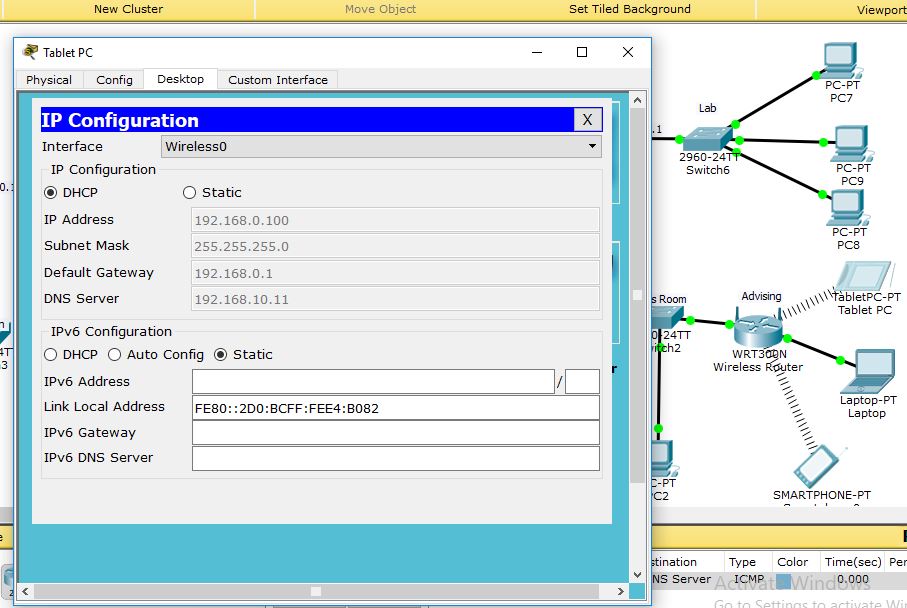 New Cluster
Move Object
Set Tiled Background
Viewport
Tablet PC
Physical
Config
Desktop
Custom Interface
IP Configuration
X
Interface
Wireless0
IP Configuration
DHCP
Static
IP Address
192.168.0.100
Subnet Mask
255.255.255.0
Default Gateway
192.168.0.1
DNS Server
192.168.10.11
IPv6 Configuration
DHCP
Auto Config
Static
IPv6 Address
/
Link Local Address
FE80::2D0:BCFF:FEE4:B082
IPv6 Gateway
IPv6 DNS Server
PC-PT
PC7
Lab
.1
2960-24TT
Switch6
PC-PT
PC9
PC-PT
PC8
s Room
Advising
TabletPC-PT
Tablet PC
0-24TT
itch2
WRT300N
Wireless Router
Laptop-PT
Laptop
C-PT
C2
SMARTPHONE-PT
stination
Type
Color
Time(sec)
Per
NS Server
ICMP
0.000
Activate Windows
Go to Settings to activate Wi